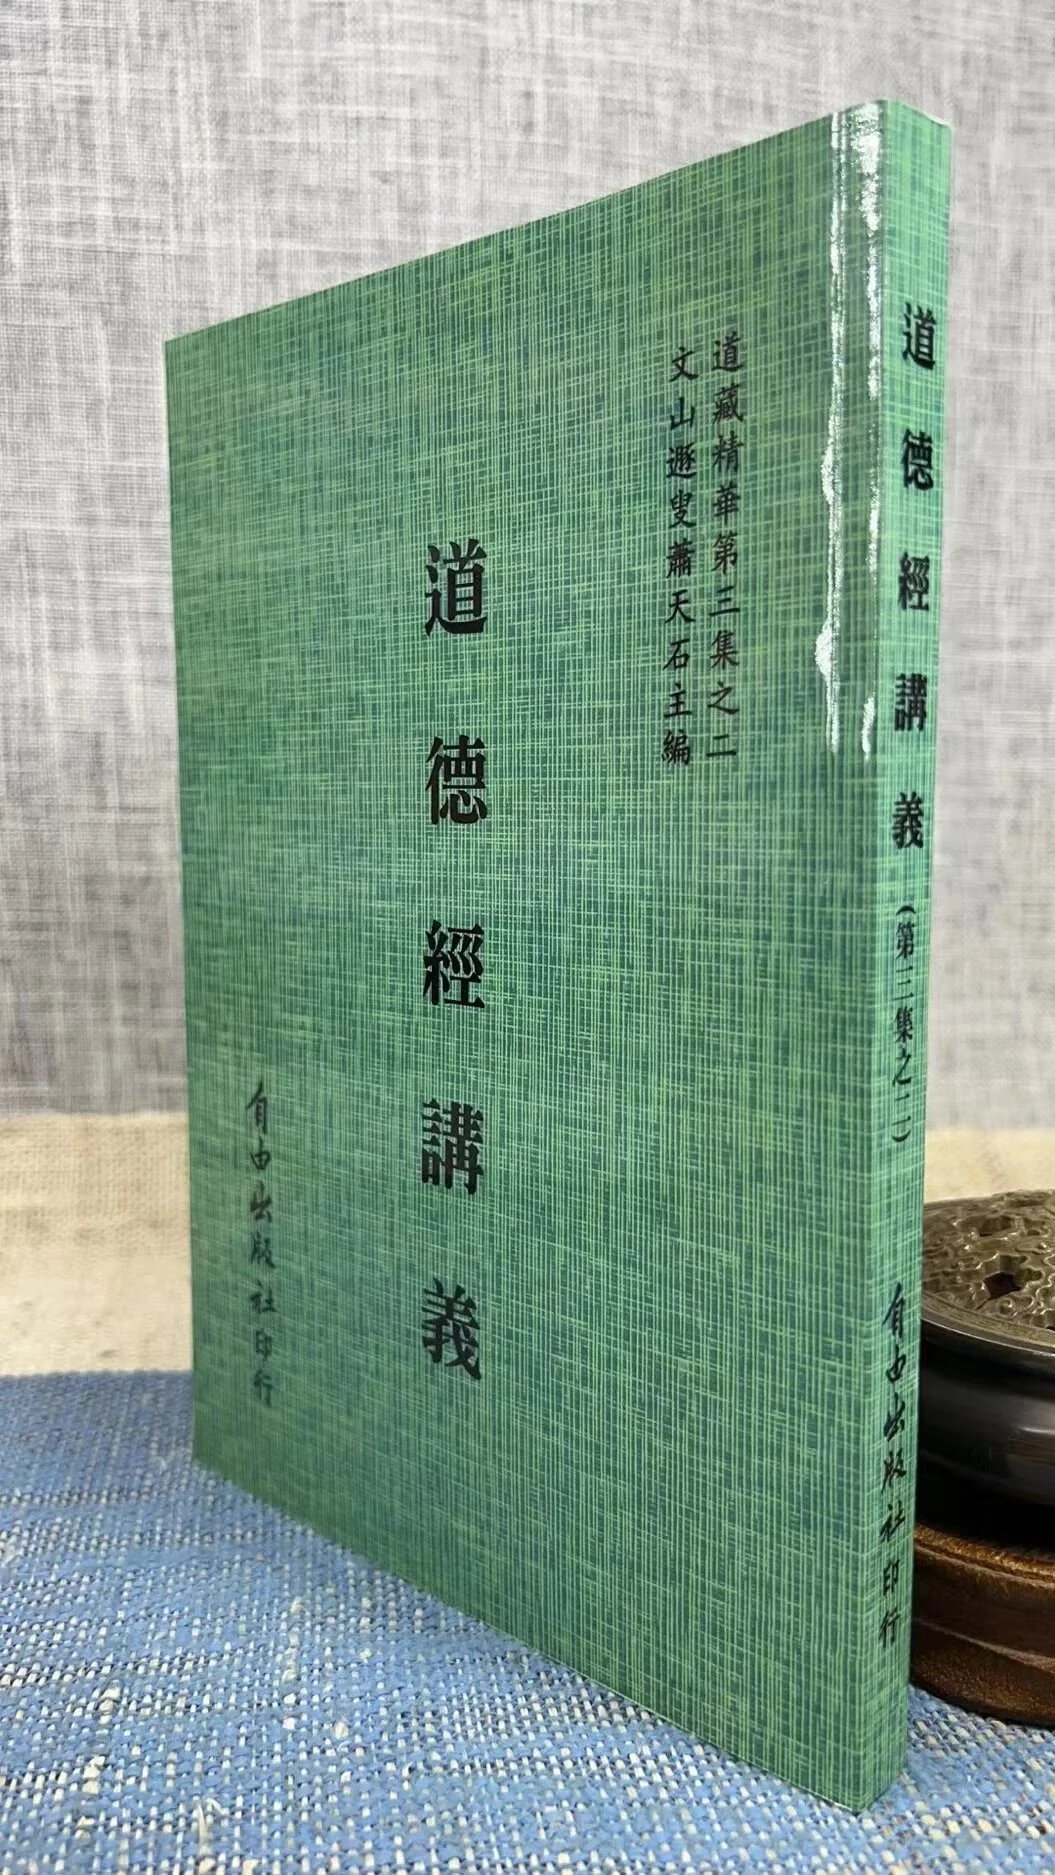 道藏精華第三集之二
文山遯叟蕭天石主編
道德經講義
自由出版社印行
道德經講義(第三集之二)
自由出版社印行